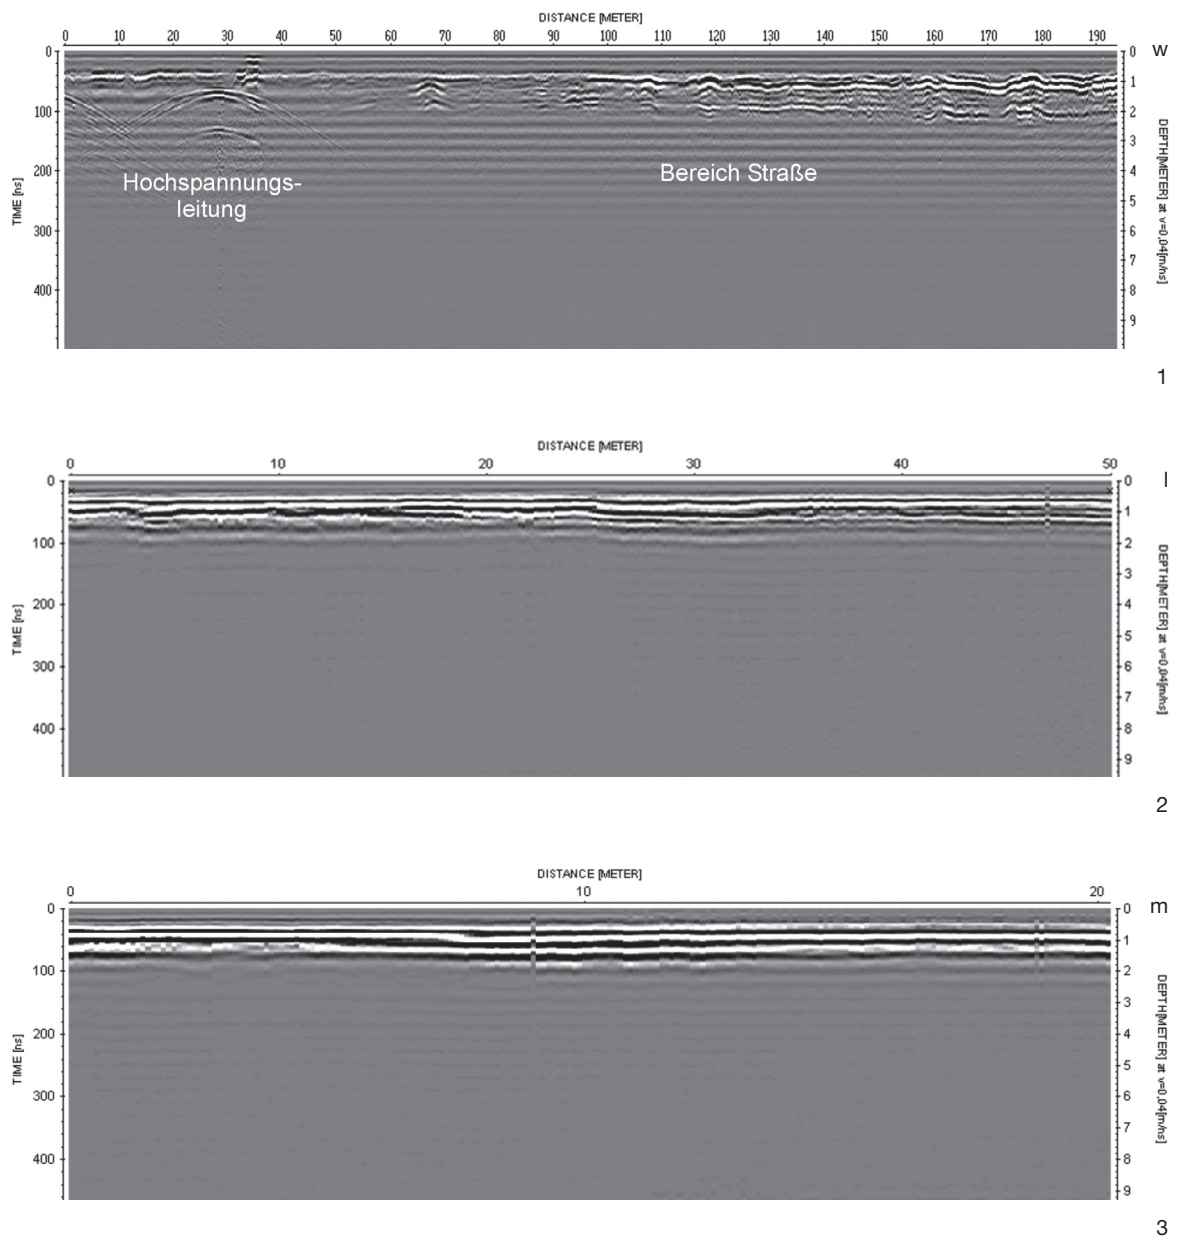 DISTANCE [METER]
0 10 20 30 40 50 60 70 80 90 100 110 120 130 140 150 160 170 180 190
0 100 200 300 400
TIME [ns]
Hochspannungs-
leitung
Bereich Straße
0 1 2 3 4 5 6 7 8 9
DEPTH[METER] at v=0,04[m/ns]
w
1
DISTANCE [METER]
0 10 20 30 40 50
0 100 200 300 400
TIME [ns]
0 1 2 3 4 5 6 7 8 9
DEPTH[METER] at v=0,04[m/ns]
l
2
DISTANCE [METER]
0 10 20
0 100 200 300 400
TIME [ns]
0 1 2 3 4 5 6 7 8 9
DEPTH[METER] at v=0,04[m/ns]
m
3